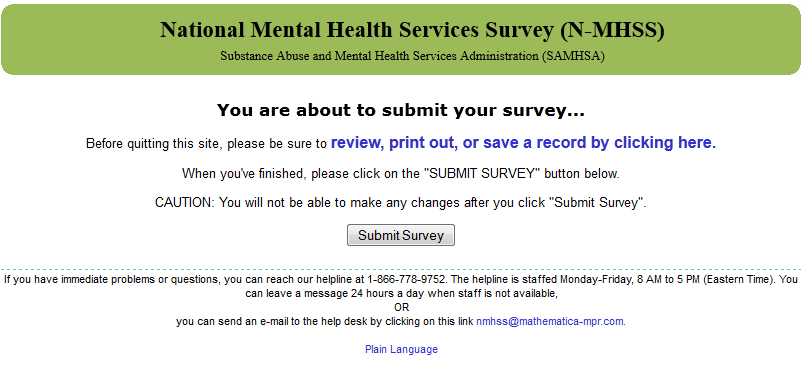 National Mental Health Services Survey (N-MHSS)
Substance Abuse and Mental Health Services Administration (SAMHSA)
You are about to submit your survey...
Before quitting this site, please be sure to review, print out, or save a record by clicking here.
When you've finished, please click on the "SUBMIT SURVEY" button below.
CAUTION: You will not be able to make any changes after you click "Submit Survey".
Submit Survey
If you have immediate problems or questions, you can reach our helpline at 1-866-778-9752. The helpline is staffed Monday-Friday, 8 AM to 5 PM (Eastern Time). You
can leave a message 24 hours a day when staff is not available,
OR
you can send an e-mail to the help desk by clicking on this link nmhss@mathematica-mpr.com.
Plain Language